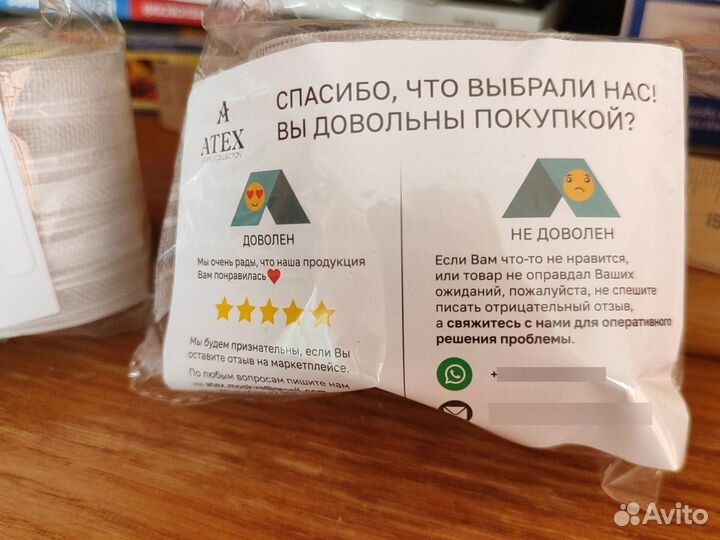 СПАСИБО, ЧТО ВЫБРАЛИ НАС!
ВЫ ДОВОЛЬНЫ ПОКУПКОЙ?
ATEX
HOME COLLECTION
ДОВОЛЕН
Мы очень рады, что наша продукция
Вам понравилась
Мы будем признательны, если Вы
оставите отзыв на маркетплейсе.
По любым вопросам пишите нам
на
НЕ ДОВОЛЕН
Если Вам что-то не нравится,
или товар не оправдал Ваших
ожиданий, пожалуйста, не спешите
писать отрицательный отзыв,
а свяжитесь с нами для оперативного
решения проблемы.
+
Avito